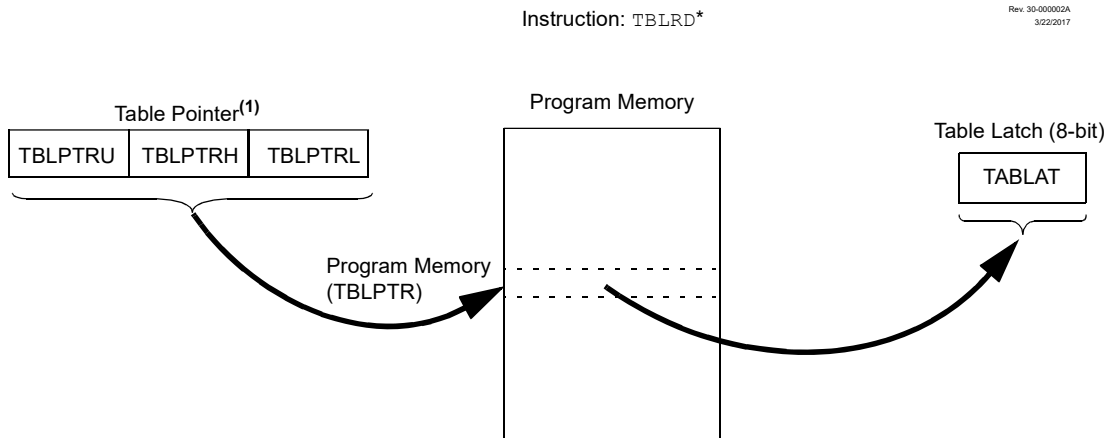 Instruction: TBLRD*
Rev. 30-000002A
3/22/2017
Table Pointer(1)
Program Memory
Table Latch (8-bit)
TBLPTRU TBLPTRH TBLPTRL
TABLAT
Program Memory
(TBLPTR)